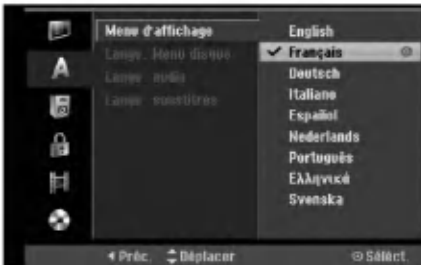 Menu d'affichage
Langue Menu disque
Langue audio
Langue sous-titres
A
English
Français
Deutsch
Italiano
Español
Nederlands
Português
Ελληνικά
Svenska
Préc. Déplacer Séléct.